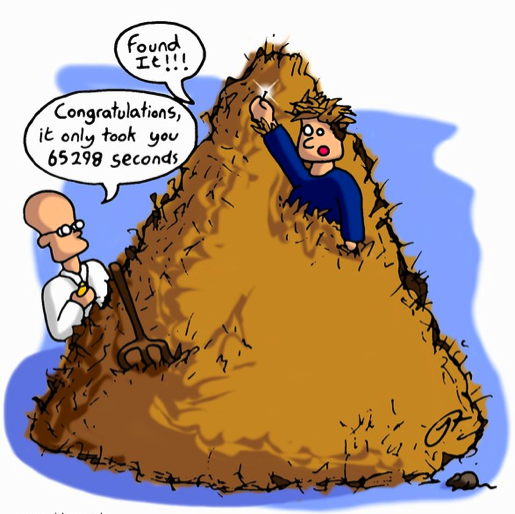 Found
It!!!
Congratulations,
it only took you
65298 seconds